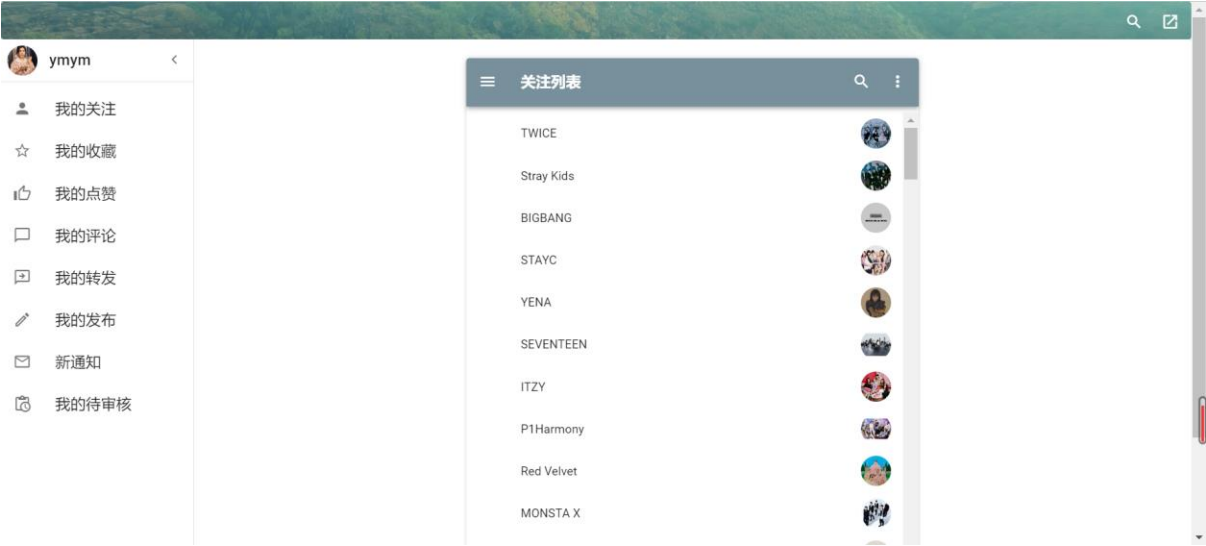 ymym
我的关注
我的收藏
我的点赞
我的评论
我的转发
我的发布
新通知
我的待审核
关注列表
TWICE
Stray Kids
BIGBANG
STAYC
YENA
SEVENTEEN
ITZY
P1Harmony
Red Velvet
MONSTA X